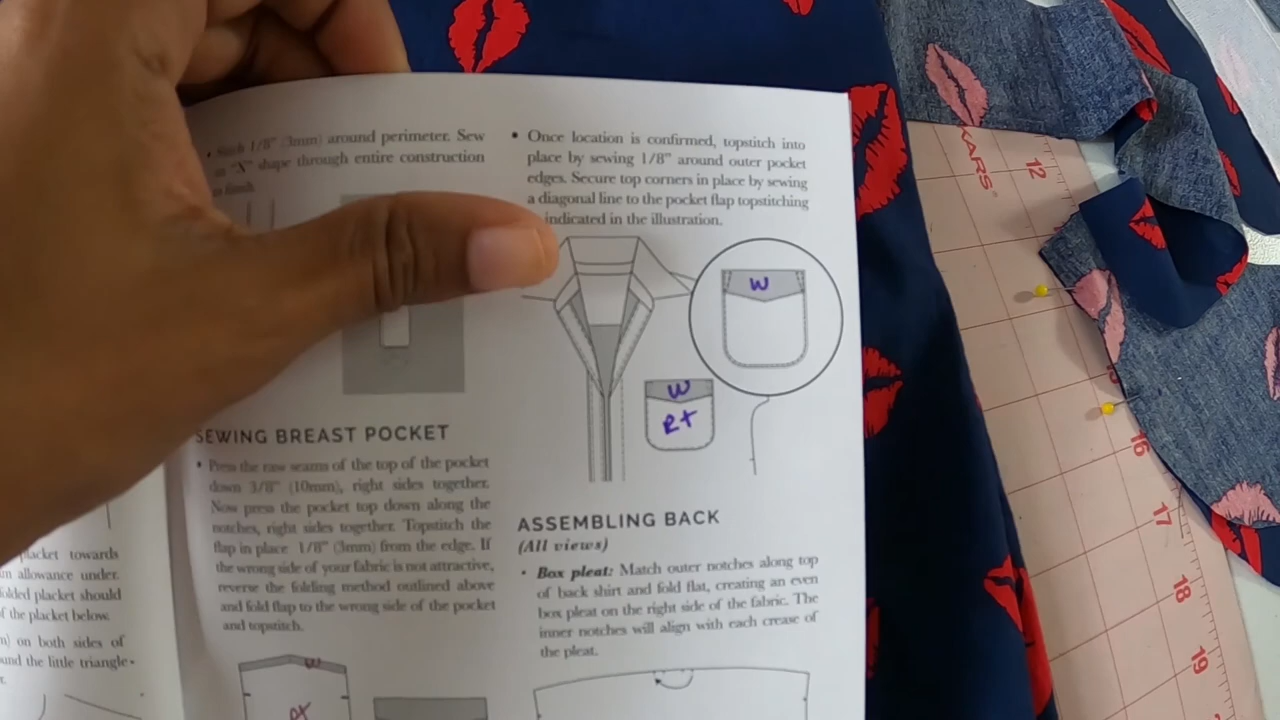 Stitch 1/8" (3mm) around perimeter. Sew
"X" shape through entire construction
finish.
SEWING BREAST POCKET
• Press the raw seams of the top of the pocket
down 3/8" (10mm), right sides together.
Now press the pocket top down along the
notches, right sides together. Topstitch the
flap in place 1/8" (3mm) from the edge. If
the wrong side of your fabric is not attractive,
reverse the folding method outlined above
and fold flap to the wrong side of the pocket
and topstitch.
W
Rt
placket towards
allowance under.
folded placket should
the placket below.
on both sides of
und the little triangle
• Once location is confirmed, topstitch into
place by sewing 1/8" around outer pocket
edges. Secure top corners in place by sewing
a diagonal line to the pocket flap topstitching
indicated in the illustration.
W
W
Rt
ASSEMBLING BACK
(All views)
• Box pleat: Match outer notches along top
of back shirt and fold flat, creating an even
box pleat on the right side of the fabric. The
inner notches will align with each crease of
the pleat.
KARS
12
16
17
18
19